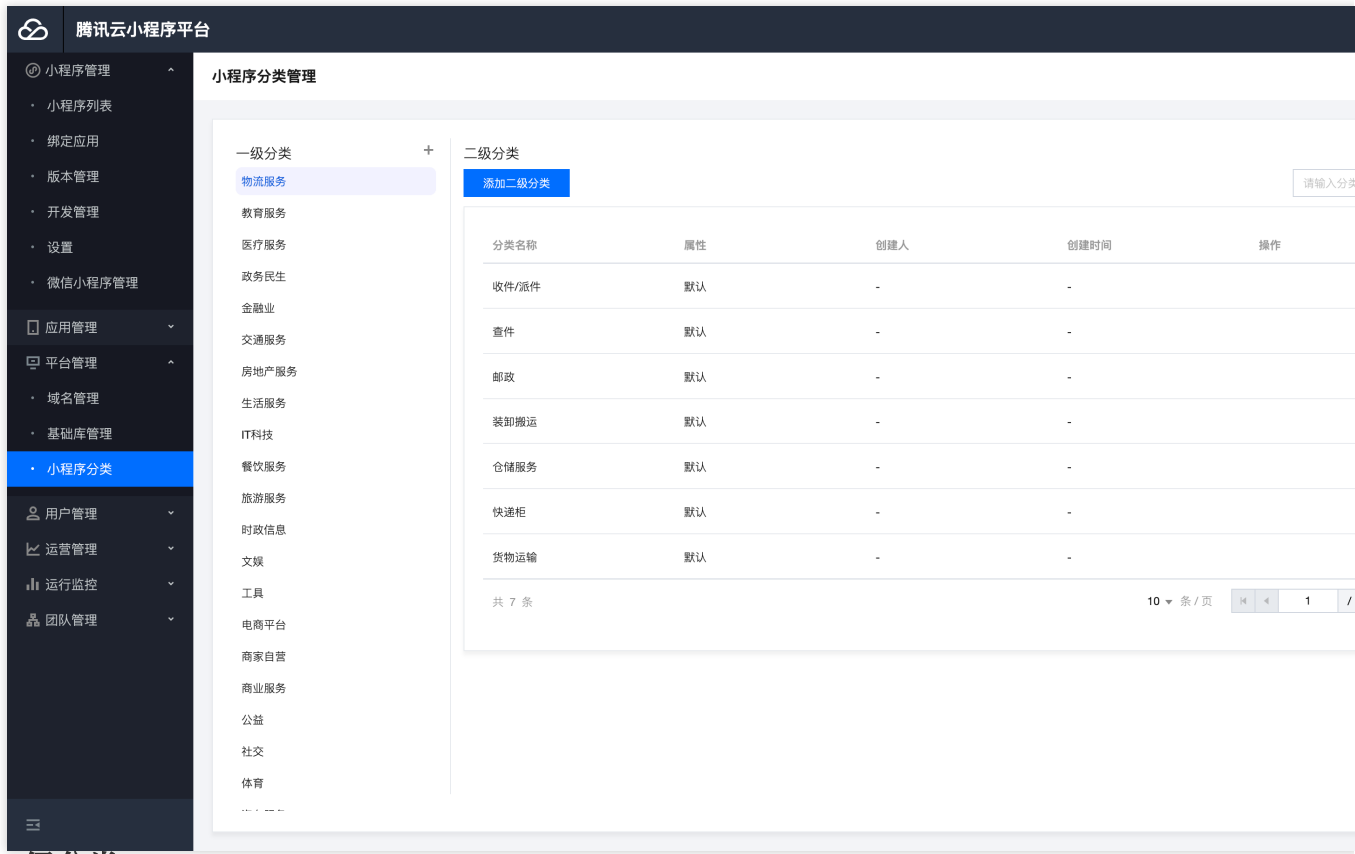 腾讯云小程序平台
小程序管理
小程序列表
绑定应用
版本管理
开发管理
设置
微信小程序管理
应用管理
平台管理
域名管理
基础库管理
小程序分类
用户管理
运营管理
运行监控
团队管理
小程序分类管理
一级分类 +
物流服务
教育服务
医疗服务
政务民生
金融业
交通服务
房地产服务
生活服务
IT科技
餐饮服务
旅游服务
时政信息
文娱
工具
电商平台
商家自营
商业服务
公益
社交
体育
二级分类
添加二级分类
请输入分类
分类名称 属性 创建人 创建时间 操作
收件/派件 默认 - -
查件 默认 - -
邮政 默认 - -
装卸搬运 默认 - -
仓储服务 默认 - -
快递柜 默认 - -
货物运输 默认 - -
共 7 条 10 条 / 页 1 /